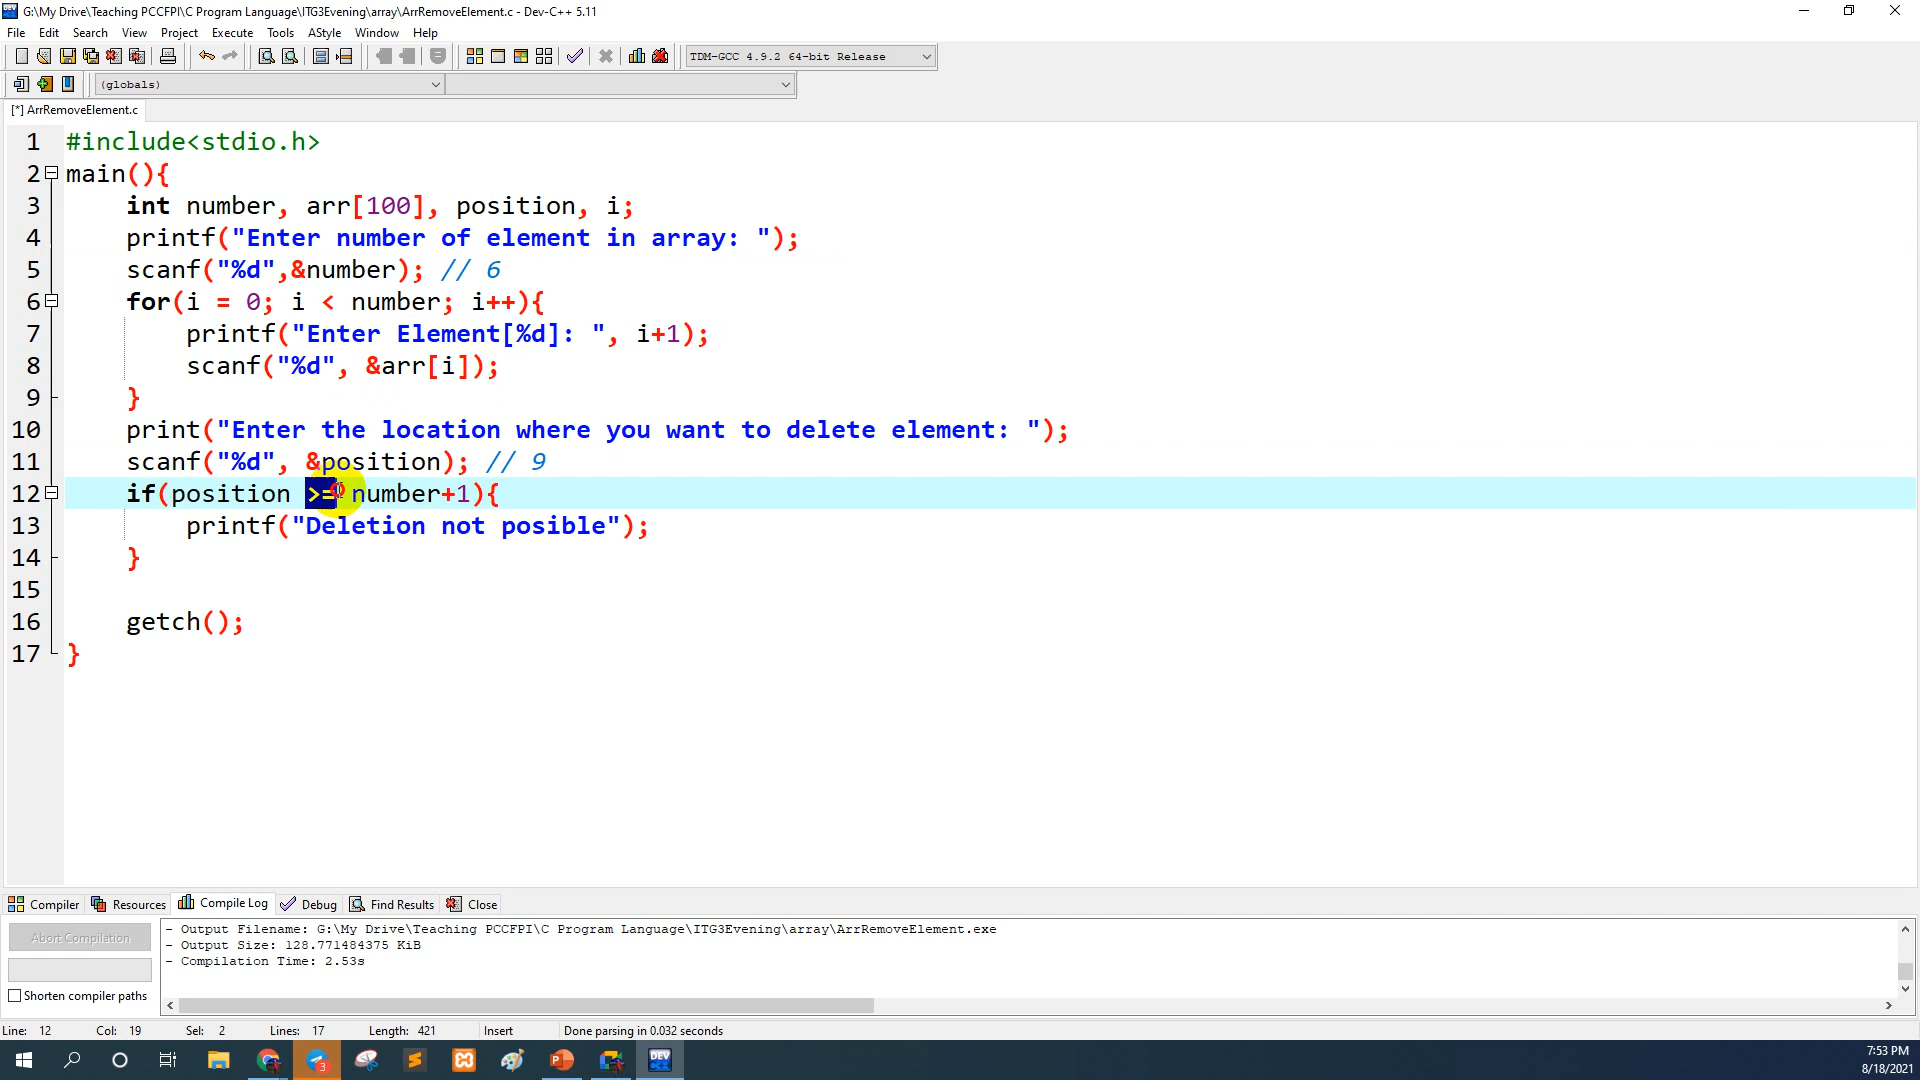 G:\My Drive\Teaching PCCFPI\C Program Language\ITG3Evening\array\ArrRemoveElement.c - Dev-C++ 5.11
File Edit Search View Project Execute Tools AStyle Window Help
TDM-GCC 4.9.2 64-bit Release
(globals)
[*] ArrRemoveElement.c
1 #include<stdio.h>
2 main(){
3 int number, arr[100], position, i;
4 printf("Enter number of element in array: ");
5 scanf("%d",&number); // 6
6 for(i = 0; i < number; i++){
7 printf("Enter Element[%d]: ", i+1);
8 scanf("%d", &arr[i]);
9 }
10 print("Enter the location where you want to delete element: ");
11 scanf("%d", &position); // 9
12 if(position >= number+1){
13 printf("Deletion not posible");
14 }
15
16 getch();
17 }
Compiler Resources Compile Log Debug Find Results Close
Abort Compilation
Shorten compiler paths
- Output Filename: G:\My Drive\Teaching PCCFPI\C Program Language\ITG3Evening\array\ArrRemoveElement.exe
- Output Size: 128.771484375 KiB
- Compilation Time: 2.53s
Line: 12 Col: 19 Sel: 2 Lines: 17 Length: 421 Insert Done parsing in 0.032 seconds
3
DEV
7:53 PM
8/18/2021